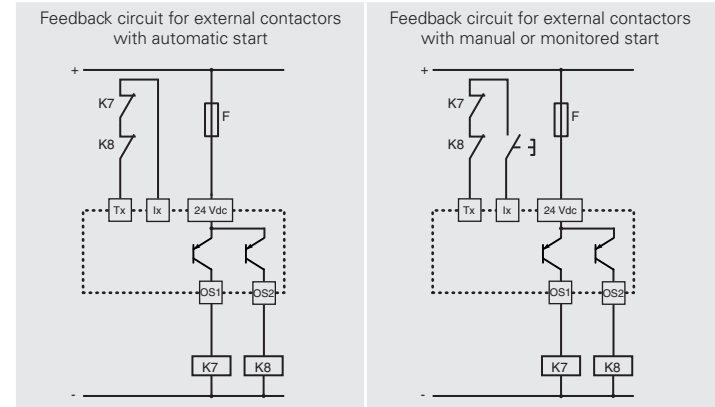 Feedback circuit for external contactors
with automatic start
+
K7
F
K8
Tx
Ix
24 Vdc
OS1
OS2
K7
K8
-
Feedback circuit for external contactors
with manual or monitored start
+
K7
F
K8
Tx
Ix
24 Vdc
OS1
OS2
K7
K8
-